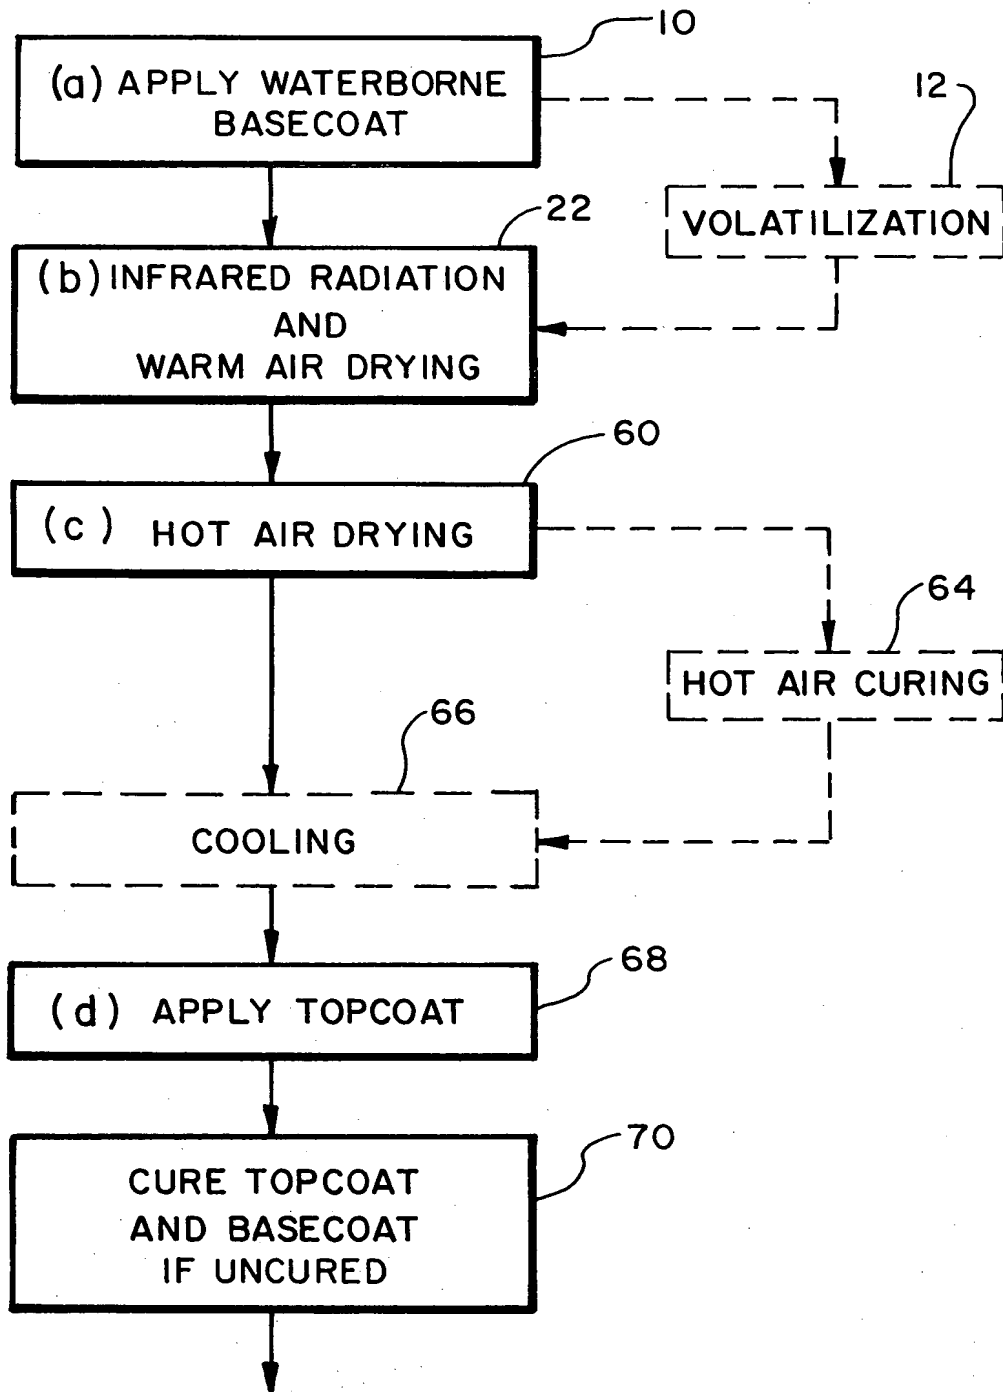 10
(a) APPLY WATERBORNE
BASECOAT
12
VOLATILIZATION
22
(b) INFRARED RADIATION
AND
WARM AIR DRYING
60
(c) HOT AIR DRYING
64
HOT AIR CURING
66
COOLING
68
(d) APPLY TOPCOAT
70
CURE TOPCOAT
AND BASECOAT
IF UNCURED